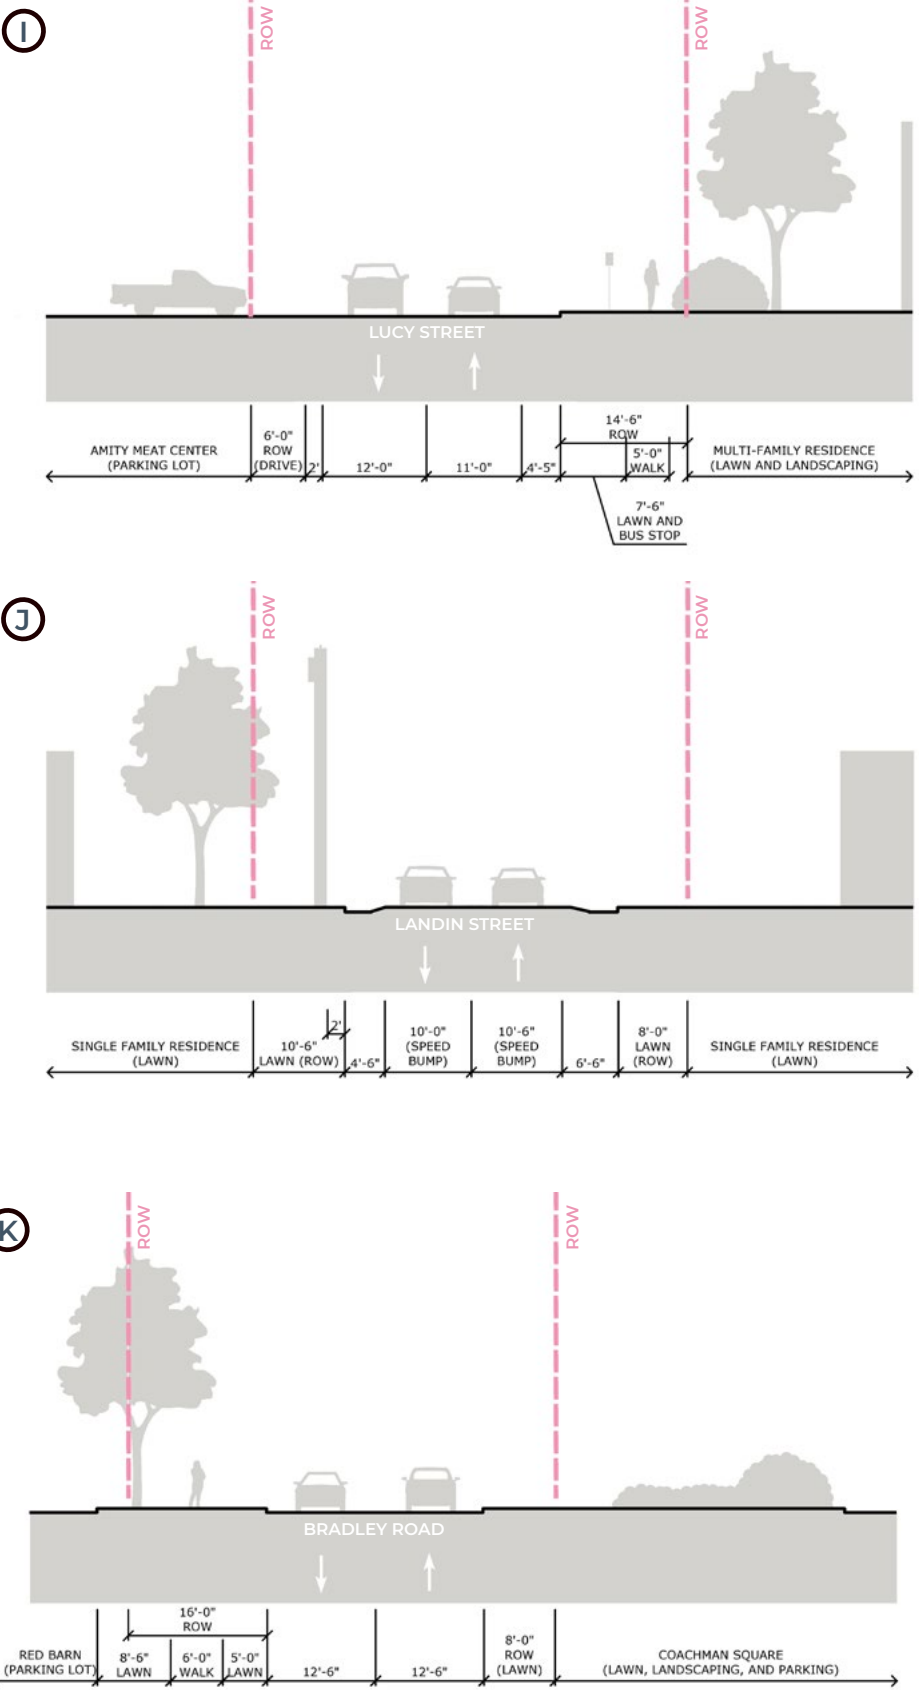 I
ROW
ROW
LUCY STREET
AMITY MEAT CENTER
(PARKING LOT)
6'-0"
ROW
(DRIVE)
2'
12'-0"
11'-0"
4'-5"
14'-6"
ROW
5'-0"
WALK
7'-6"
LAWN AND
BUS STOP
MULTI-FAMILY RESIDENCE
(LAWN AND LANDSCAPING)
J
ROW
ROW
LANDIN STREET
SINGLE FAMILY RESIDENCE
(LAWN)
10'-6"
LAWN (ROW)
2'
4'-6"
10'-0"
(SPEED
BUMP)
10'-6"
(SPEED
BUMP)
6'-6"
8'-0"
LAWN
(ROW)
SINGLE FAMILY RESIDENCE
(LAWN)
K
ROW
ROW
BRADLEY ROAD
RED BARN
(PARKING LOT)
16'-0"
ROW
8'-6"
LAWN
6'-0"
WALK
5'-0"
LAWN
12'-6"
12'-6"
8'-0"
ROW
(LAWN)
COACHMAN SQUARE
(LAWN, LANDSCAPING, AND PARKING)